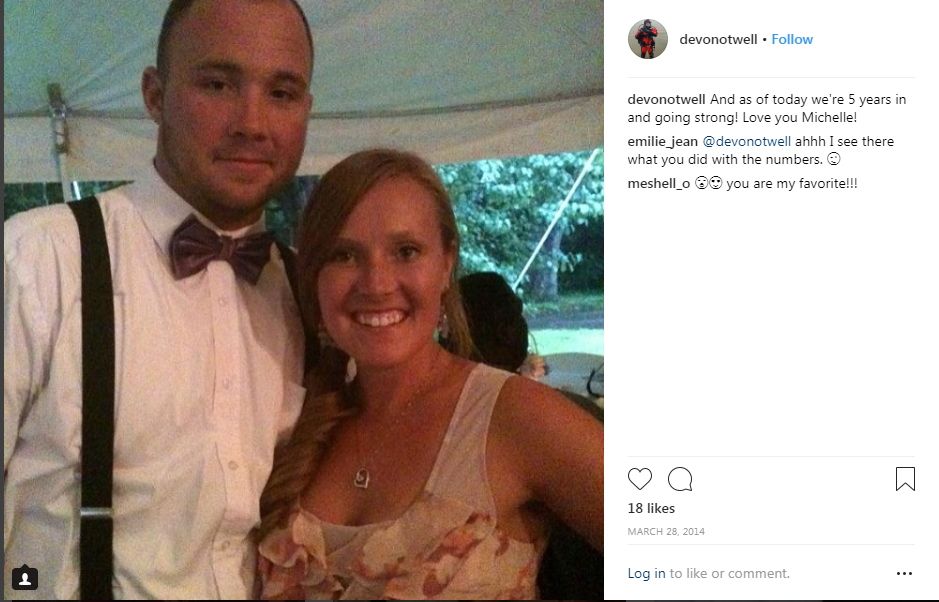 devonotwell • Follow
devonotwell And as of today we're 5 years in
and going strong! Love you Michelle!
emilie_jean @devonotwell ahhh I see there
what you did with the numbers.
meshell_o you are my favorite!!!
18 likes
MARCH 28, 2014
Log in to like or comment.